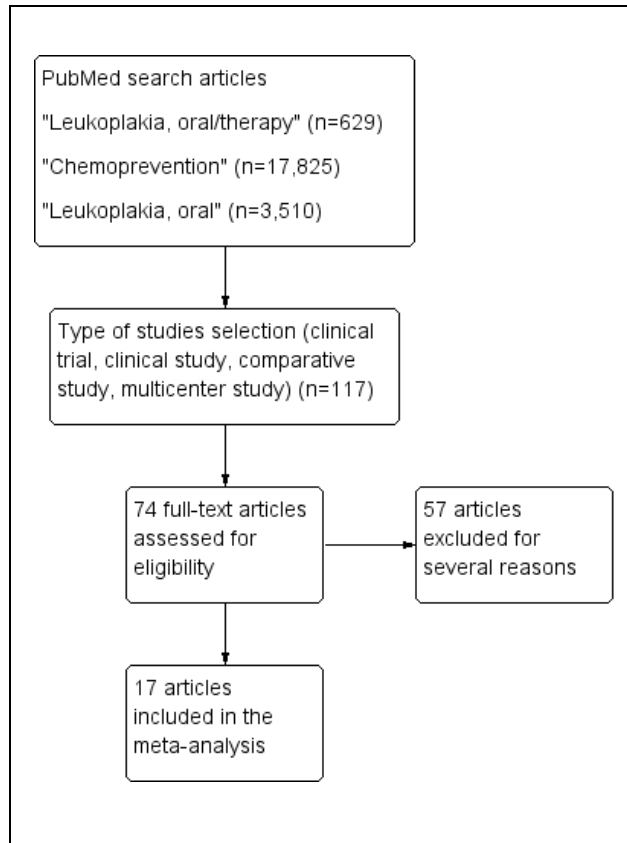 PubMed search articles
"Leukoplakia, oral/therapy" (n=629)
"Chemoprevention" (n=17,825)
"Leukoplakia, oral" (n=3,510)
Type of studies selection (clinical
trial, clinical study, comparative
study, multicenter study) (n=117)
74 full-text articles
assessed for
eligibility
57 articles
excluded for
several reasons
17 articles
included in the
meta-analysis